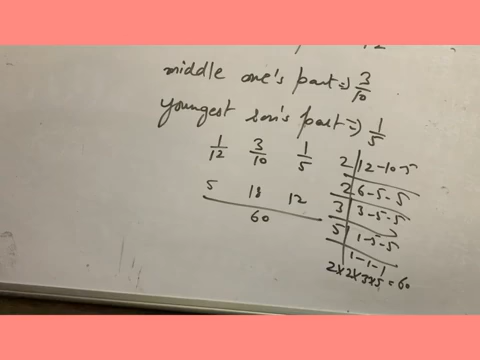 12
middle one's part => 3/10
youngest son's part => 1/5
1/12 3/10 1/5
5 18 12
60
2 | 12 - 10 - 5
2 | 6 - 5 - 5
3 | 3 - 5 - 5
5 | 1 - 5 - 5
1 - 1 - 1
2 x 2 x 3 x 5 = 60